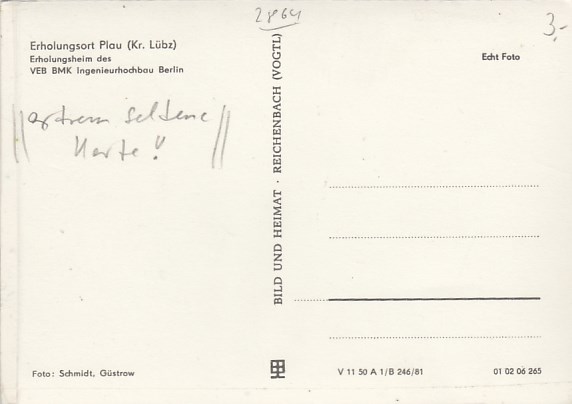 2864
3,-
Erholungsort Plau (Kr. Lübz)
Erholungsheim des
VEB BMK Ingenieurhochbau Berlin
Echt Foto
extrem seltene
Karte!
BILD UND HEIMAT · REICHENBACH (VOGTL)
Foto: Schmidt, Güstrow
V 11 50 A 1/B 246/81
01 02 06 265